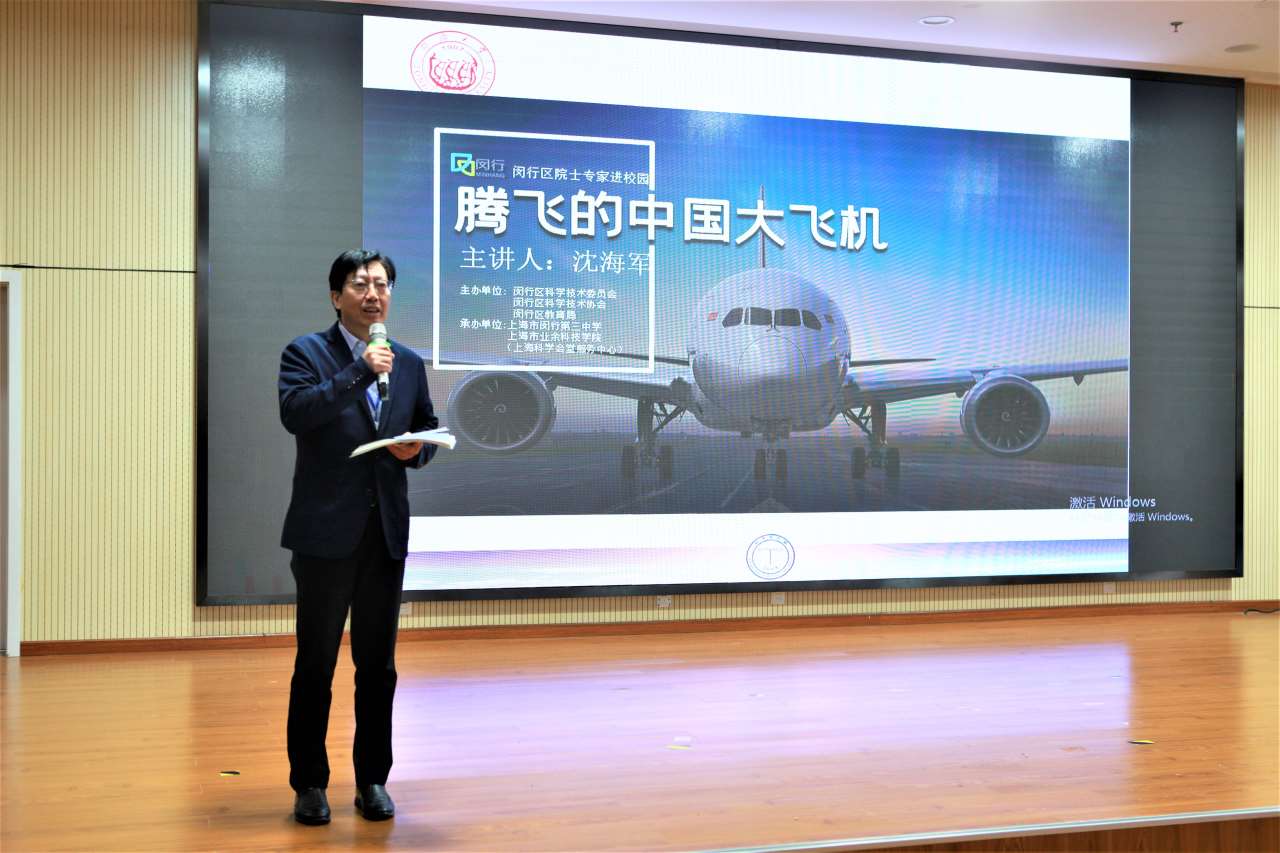 闵行
MINHANG
闵行区院士专家进校园
腾飞的中国大飞机
主讲人：沈海军
主办单位：闵行区科学技术委员会
闵行区科学技术协会
闵行区教育局
承办单位:上海市闵行第三中学
上海市业余科技学院
（上海科学会堂服务中心）
激活 Windows
激活 Windows。